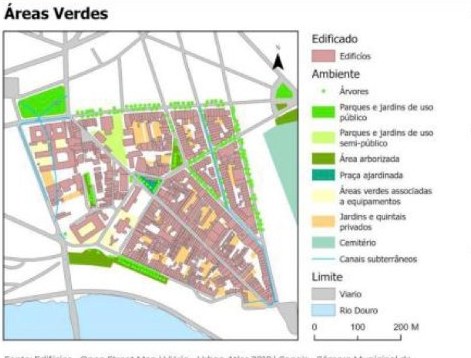 Áreas Verdes
N
Edificado
Edifícios
Ambiente
Árvores
Parques e jardins de uso
público
Parques e jardins de uso
semi-público
Área arborizada
Praça ajardinada
Áreas verdes associadas
a equipamentos
Jardins e quintais
privados
Cemitério
Canais subterrâneos
Limite
Viario
Rio Douro
0 100 200 M